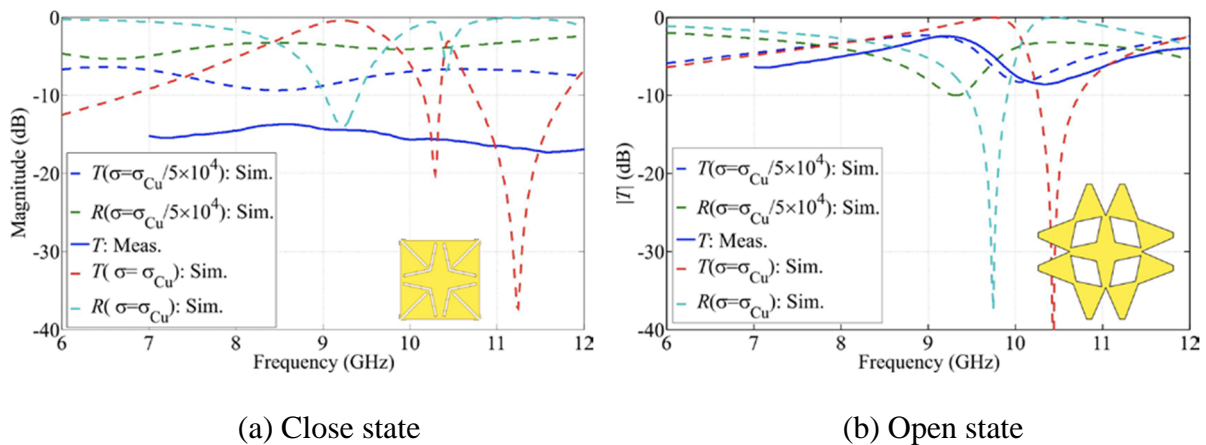 Magnitude (dB)
0
-10
-20
-30
-40
T(σ=σCu/5×10⁴): Sim.
R(σ=σCu/5×10⁴): Sim.
T: Meas.
T( σ= σCu): Sim.
R( σ=σCu): Sim.
6 7 8 9 10 11 12
Frequency (GHz)
(a) Close state
|T| (dB)
0
-10
-20
-30
-40
T(σ=σCu/5×10⁴): Sim.
R(σ=σCu/5×10⁴): Sim.
T: Meas.
T(σ=σCu): Sim.
R(σ=σCu): Sim.
6 7 8 9 10 11 12
Frequency (GHz)
(b) Open state